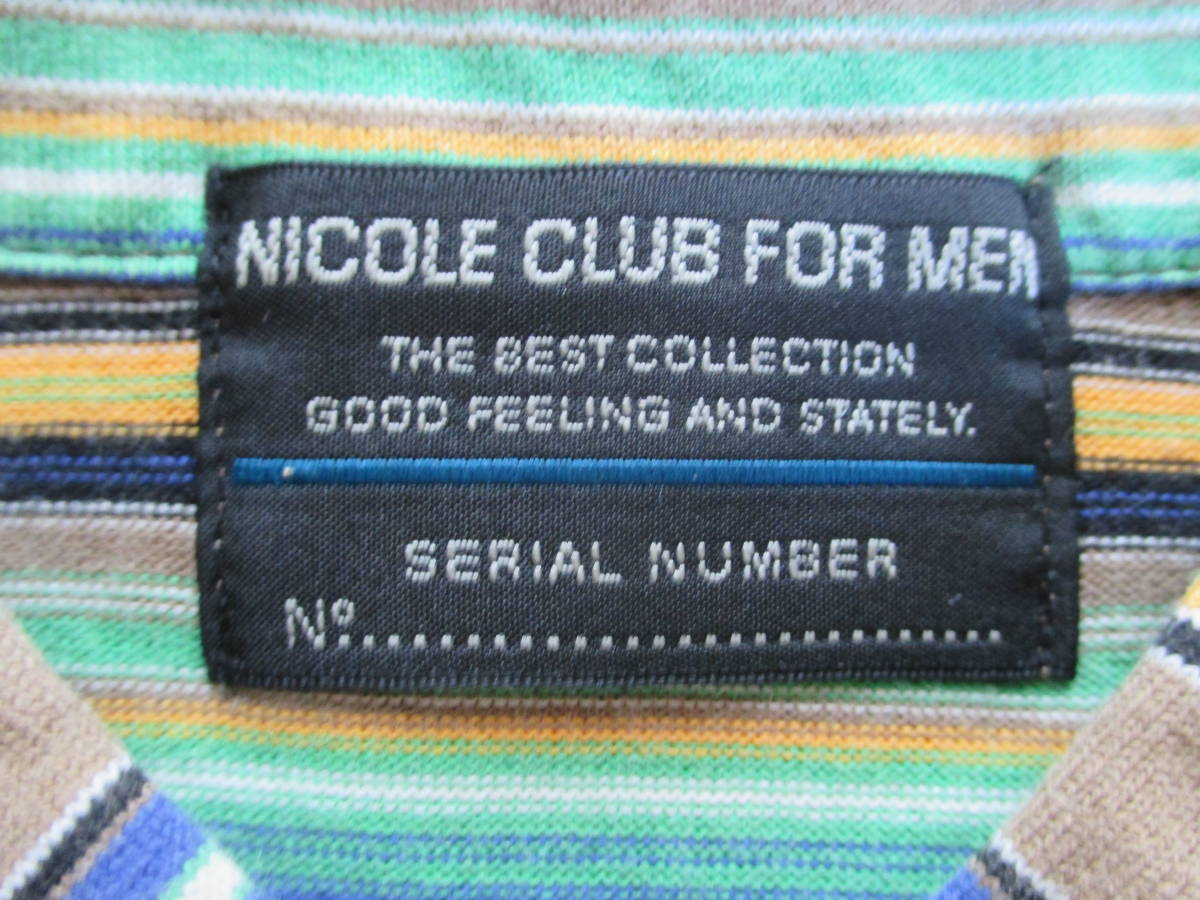 NICOLE CLUB FOR MEN
THE BEST COLLECTION
GOOD FEELING AND STATELY.
SERIAL NUMBER
Nº..............................